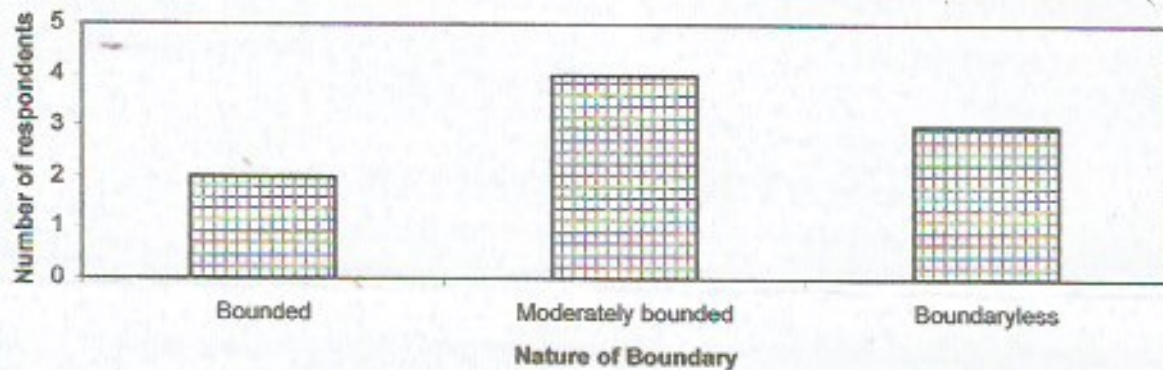 Number of respondents
5
4
3
2
1
0
Bounded
Moderately bounded
Boundaryless
Nature of Boundary